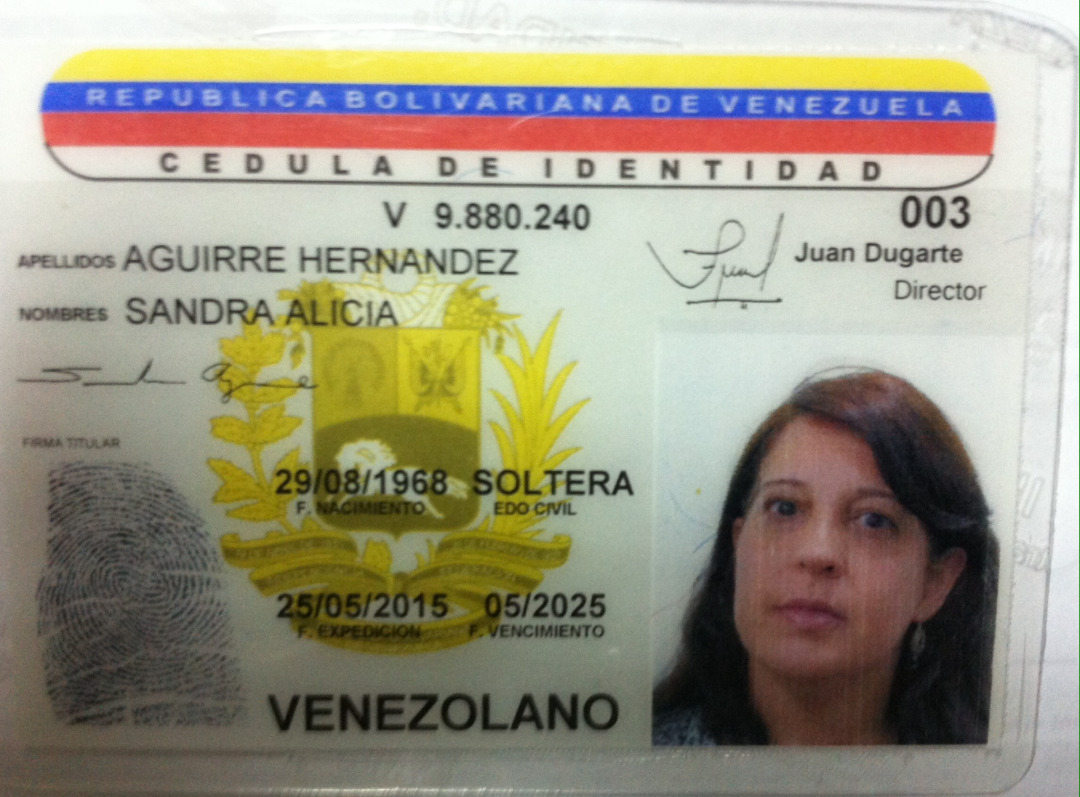 REPUBLICA BOLIVARIANA DE VENEZUELA
CEDULA DE IDENTIDAD
V 9.880.240
003
APELLIDOS AGUIRRE HERNANDEZ
Juan Dugarte
Director
NOMBRES SANDRA ALICIA
FIRMA TITULAR
29/08/1968 SOLTERA
F. NACIMIENTO EDO CIVIL
25/05/2015 05/2025
F. EXPEDICION F. VENCIMIENTO
VENEZOLANO